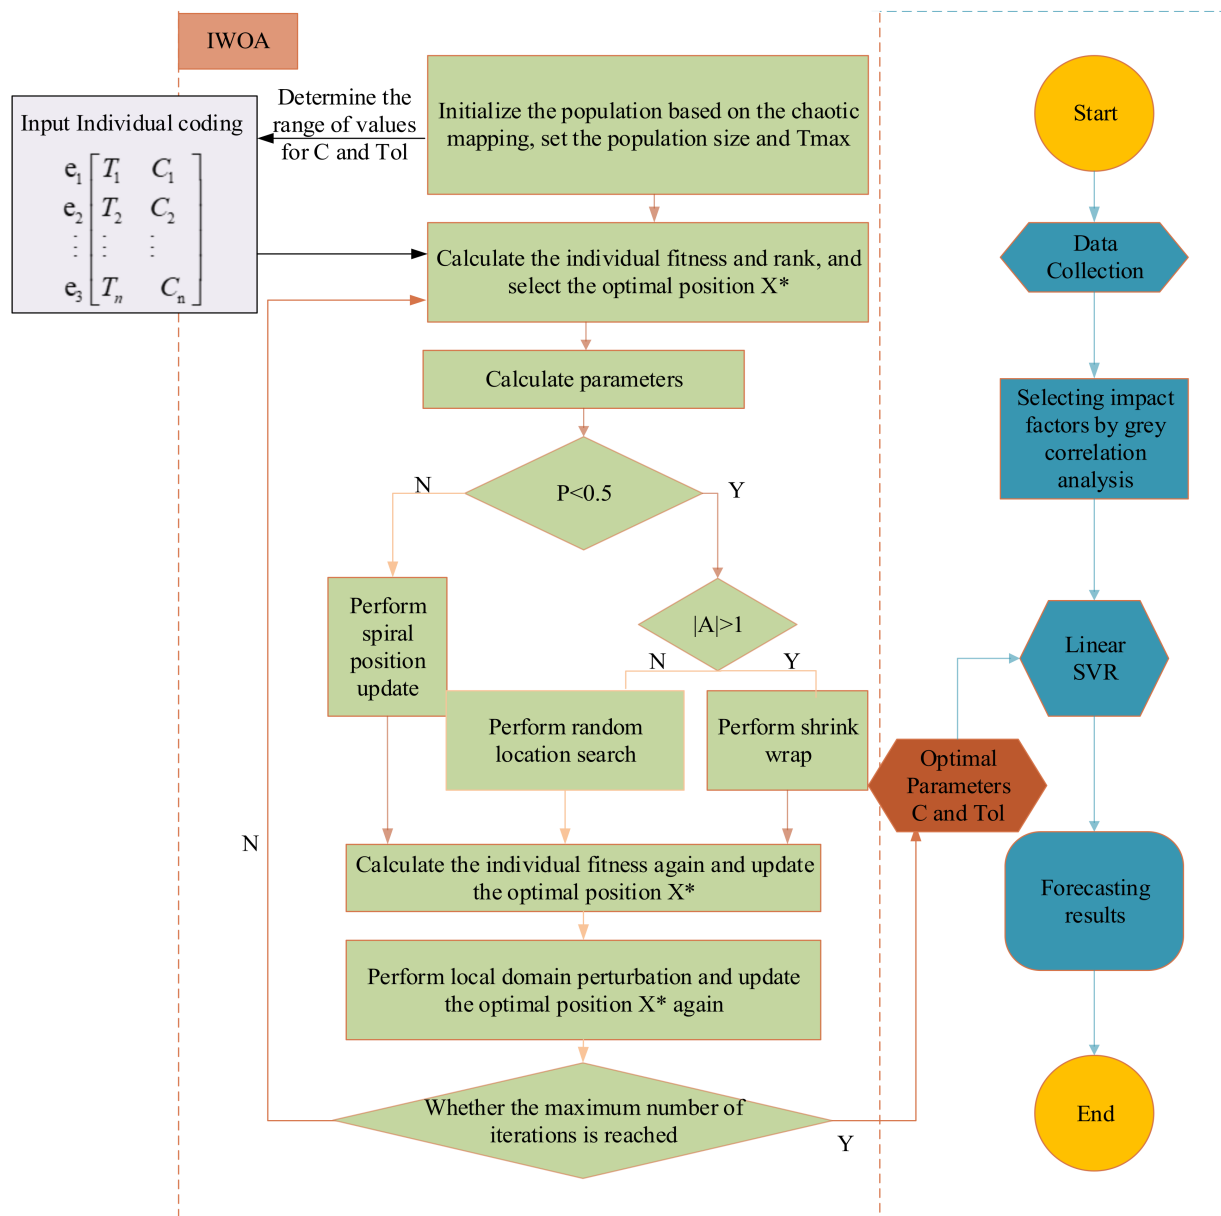 IWOA
Determine the
range of values
for C and Tol
Input Individual coding
e1 [ T1 C1 ]
e2 [ T2 C2 ]
⋮ [ ⋮ ⋮ ]
e3 [ Tn Cn ]
Initialize the population based on the chaotic
mapping, set the population size and Tmax
Calculate the individual fitness and rank, and
select the optimal position X*
Calculate parameters
P<0.5
N
Y
Perform
spiral
position
update
|A|>1
N
Y
Perform random
location search
Perform shrink
wrap
Calculate the individual fitness again and update
the optimal position X*
Perform local domain perturbation and update
the optimal position X* again
Whether the maximum number of
iterations is reached
N
Y
Start
Data
Collection
Selecting impact
factors by grey
correlation
analysis
Linear
SVR
Optimal
Parameters
C and Tol
Forecasting
results
End